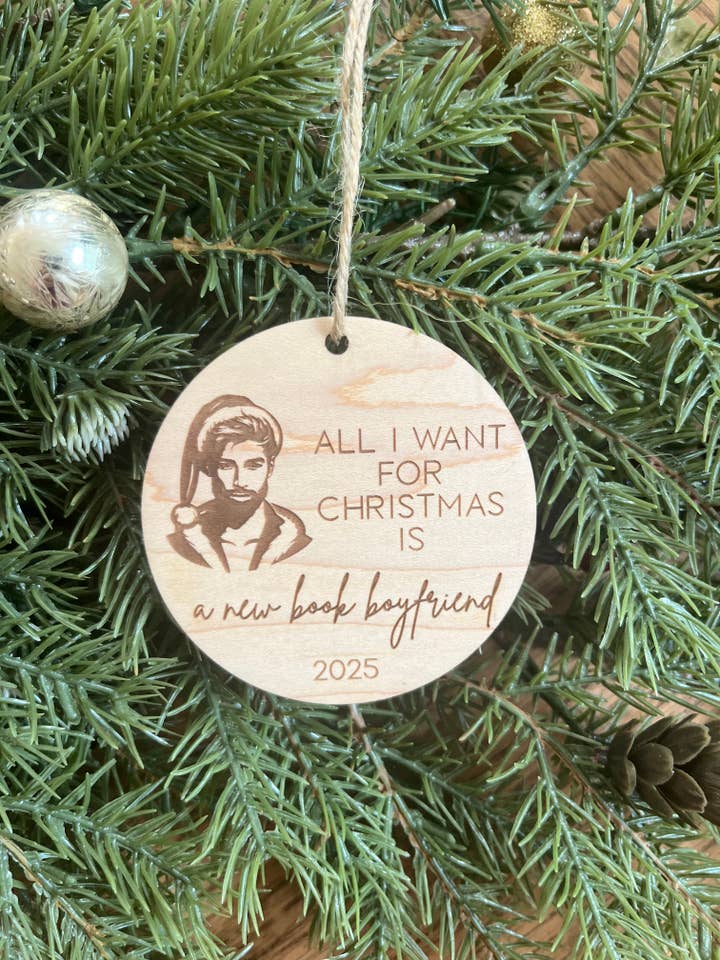 ALL I WANT
FOR
CHRISTMAS
IS
a new book boyfriend
2025